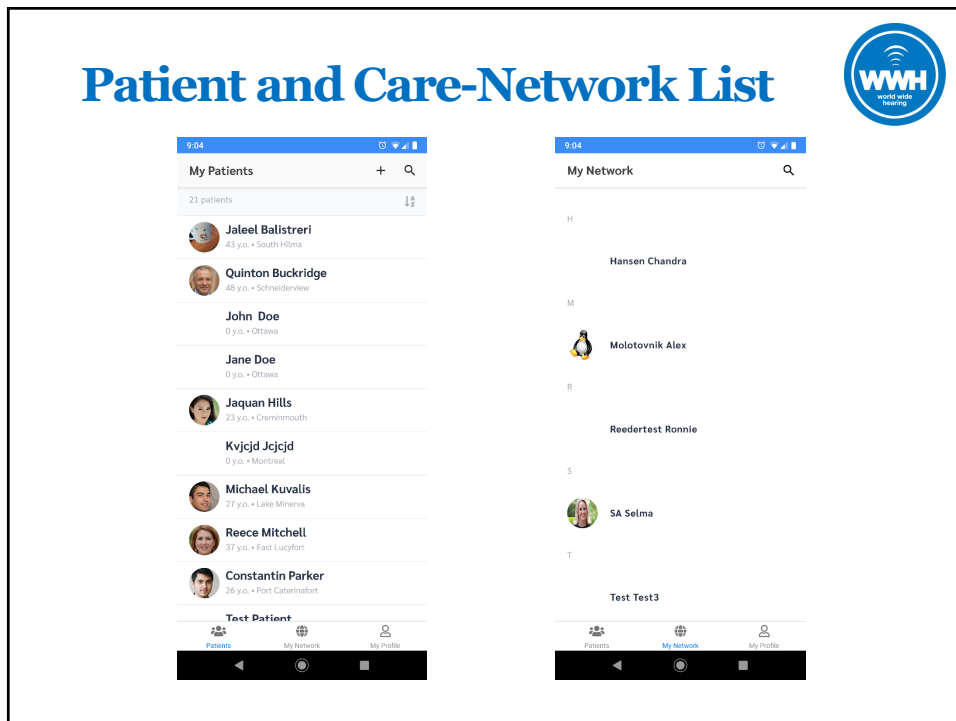 Patient and Care-Network List
WWH
world wide
hearing
9:04
My Patients
21 patients
Jaleel Balistreri
43 y.o. • South Hilma
Quinton Buckridge
48 y.o. • Schneiderview
John Doe
0 y.o. • Ottawa
Jane Doe
0 y.o. • Ottawa
Jaquan Hills
23 y.o. • Creminmouth
Kvjcjd Jcjcjd
0 y.o. • Montreal
Michael Kuvalis
27 y.o. • Lake Minerva
Reece Mitchell
37 y.o. • East Lucyfort
Constantin Parker
26 y.o. • Port Caterinafort
Test Patient
Patients My Network My Profile
9:04
My Network
H
Hansen Chandra
M
Molotovnik Alex
R
Reedertest Ronnie
S
SA Selma
T
Test Test3
Patients My Network My Profile